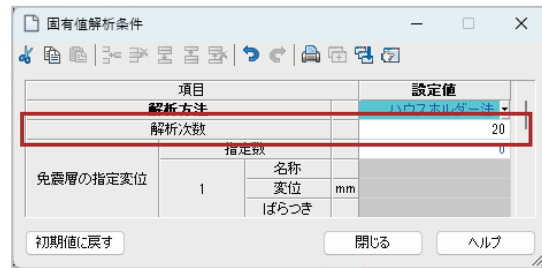 固有値解析条件
項目 設定値
解析方法 ハウスホルダー法
解析次数 20
指定数 0
免震層の指定変位 1 名称
変位 mm
ばらつき
初期値に戻す 閉じる ヘルプ